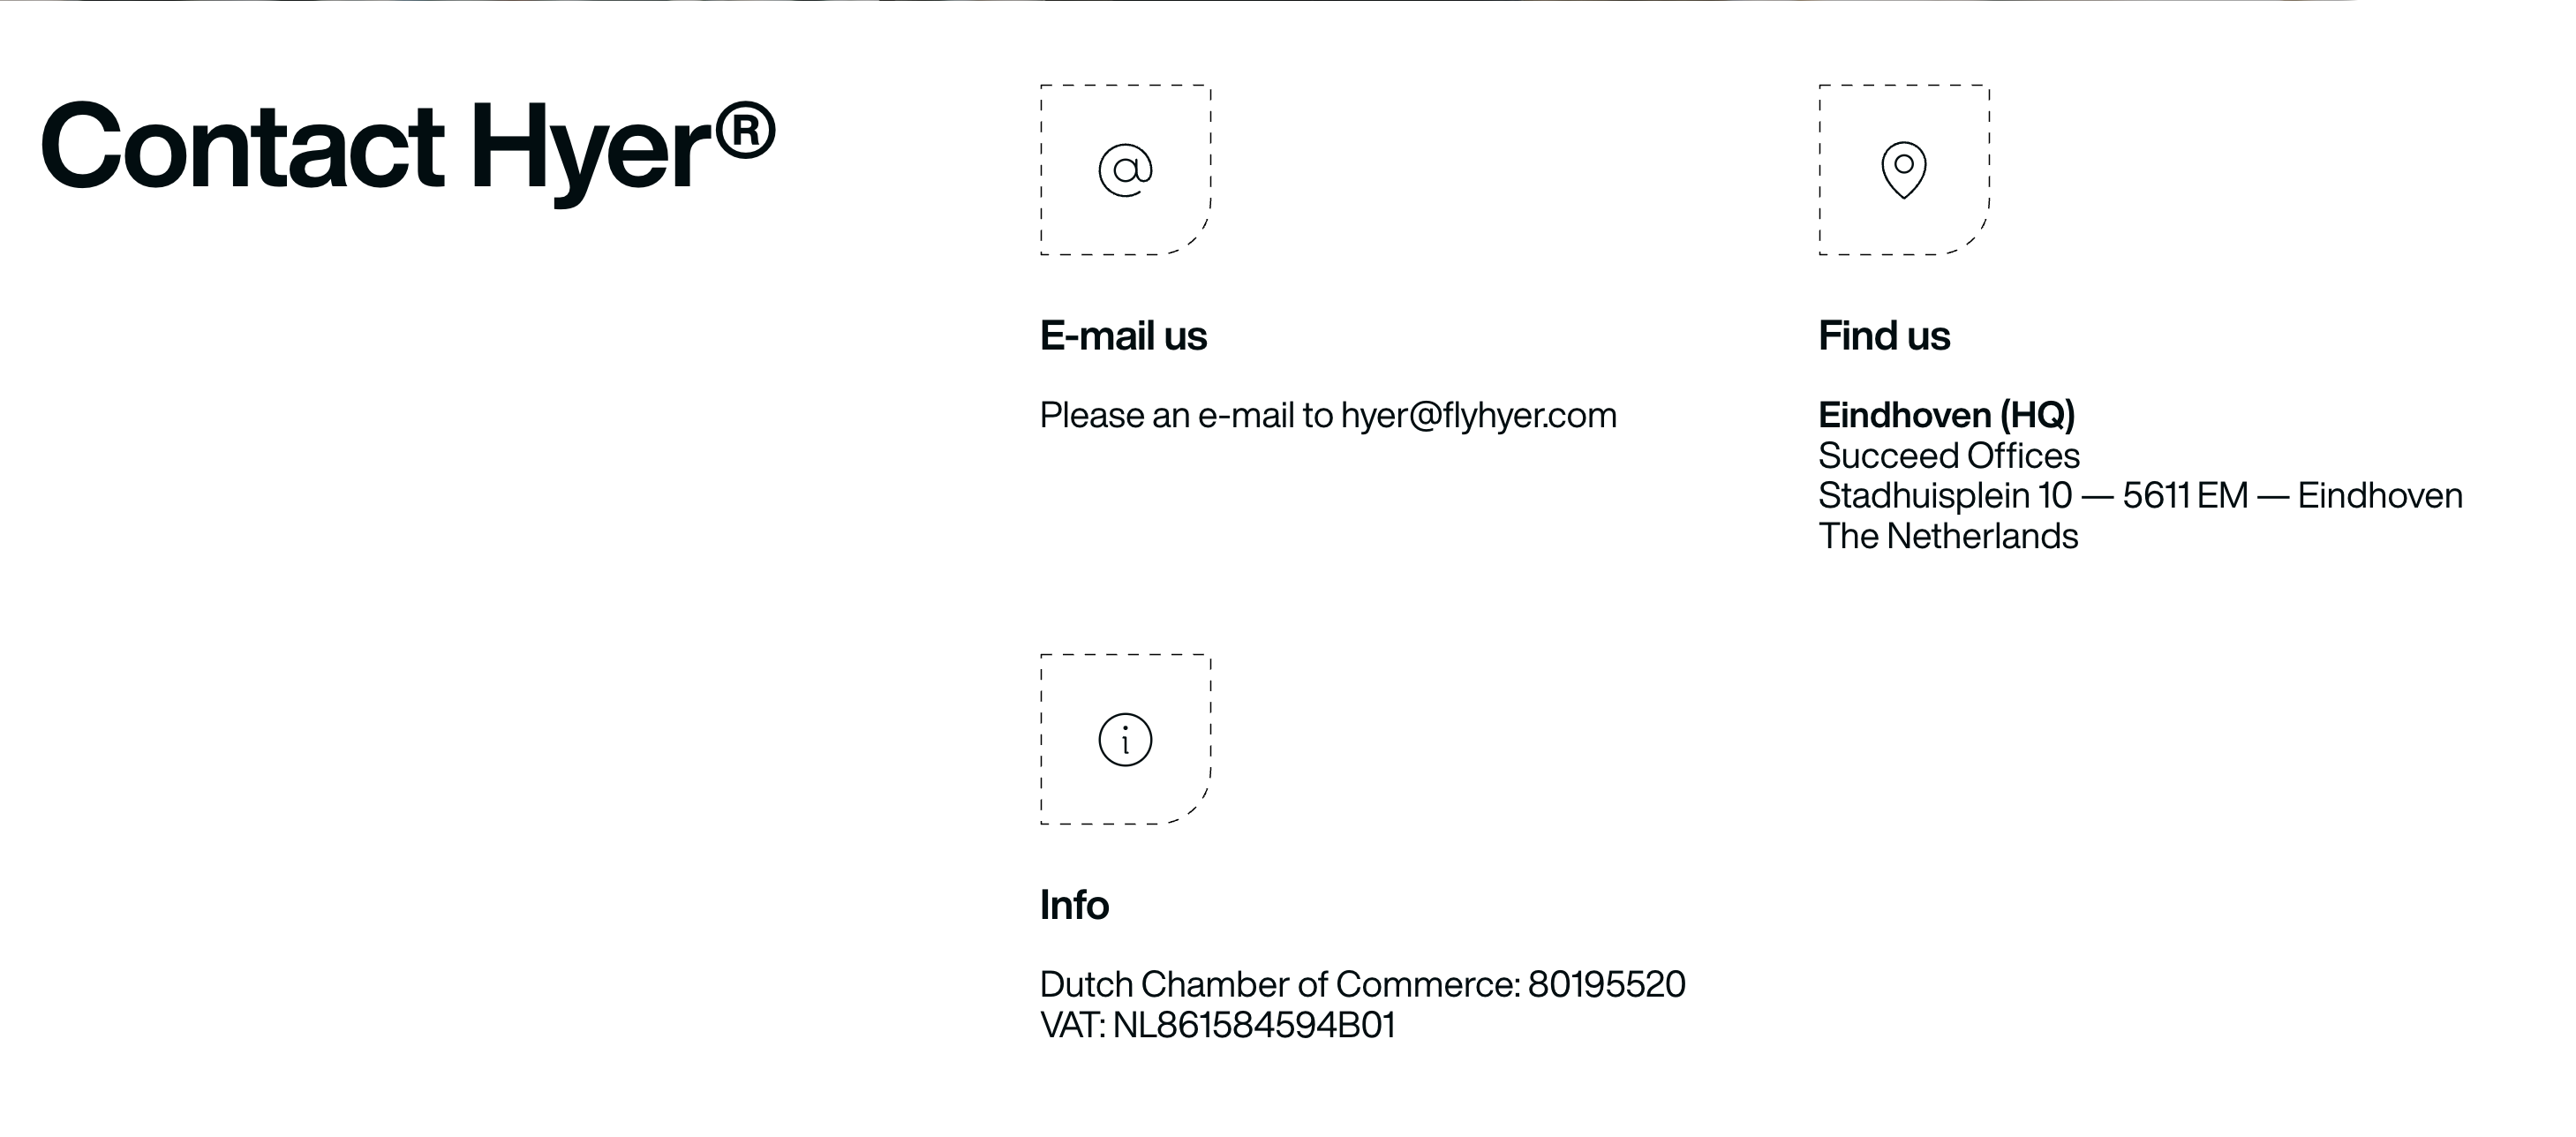 Contact Hyer®
E-mail us
Please an e-mail to hyer@flyhyer.com
Find us
Eindhoven (HQ)
Succeed Offices
Stadhuisplein 10 — 5611 EM — Eindhoven
The Netherlands
Info
Dutch Chamber of Commerce: 80195520
VAT: NL861584594B01